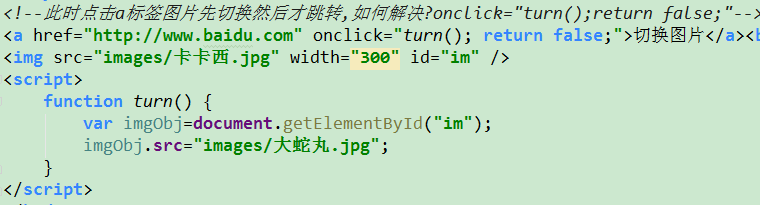 <!--此时点击a标签图片先切换然后才跳转,如何解决?onclick="turn();return false;"-->
<a href="http://www.baidu.com" onclick="turn(); return false;">切换图片</a><b
<img src="images/卡卡西.jpg" width="300" id="im" />
<script>
function turn() {
var imgObj=document.getElementById("im");
imgObj.src="images/大蛇丸.jpg";
}
</script>